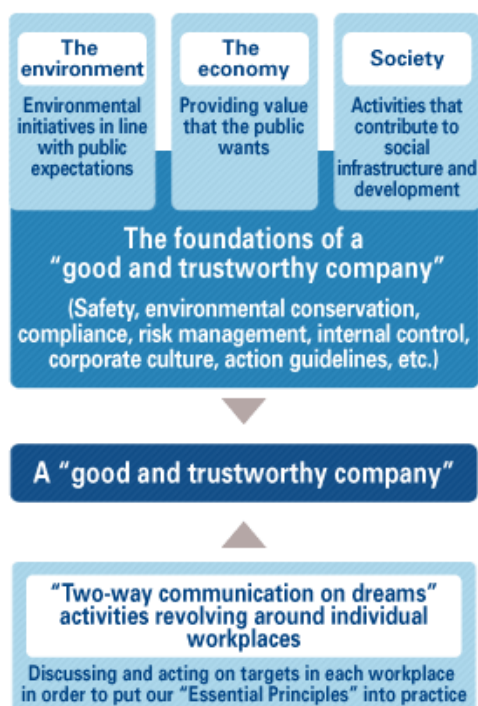 The
environment
Environmental
initiatives in line
with public
expectations
The
economy
Providing value
that the public
wants
Society
Activities that
contribute to
social
infrastructure and
development
The foundations of a
“good and trustworthy company”
(Safety, environmental conservation,
compliance, risk management, internal control,
corporate culture, action guidelines, etc.)
A “good and trustworthy company”
“Two-way communication on dreams”
activities revolving around individual
workplaces
Discussing and acting on targets in each workplace
in order to put our “Essential Principles” into practice